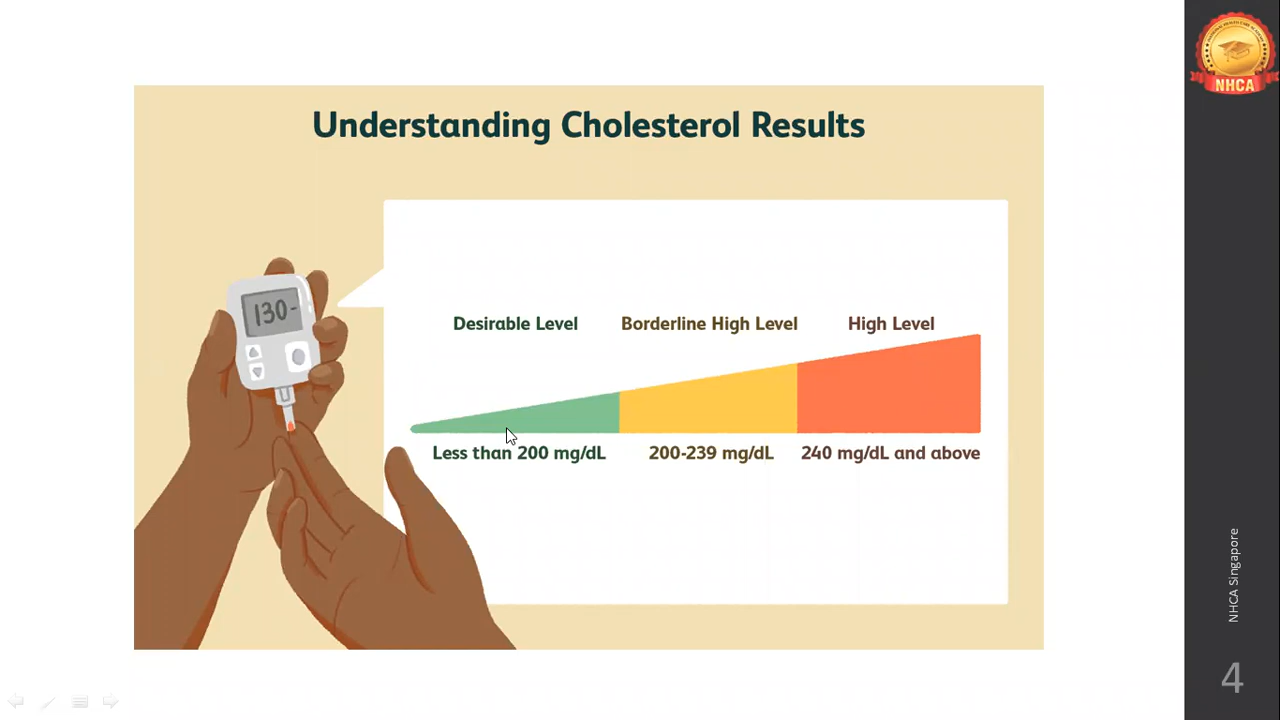 Understanding Cholesterol Results
130-
Desirable Level
Borderline High Level
High Level
Less than 200 mg/dL
200-239 mg/dL
240 mg/dL and above
NHCA
NHCA Singapore
4